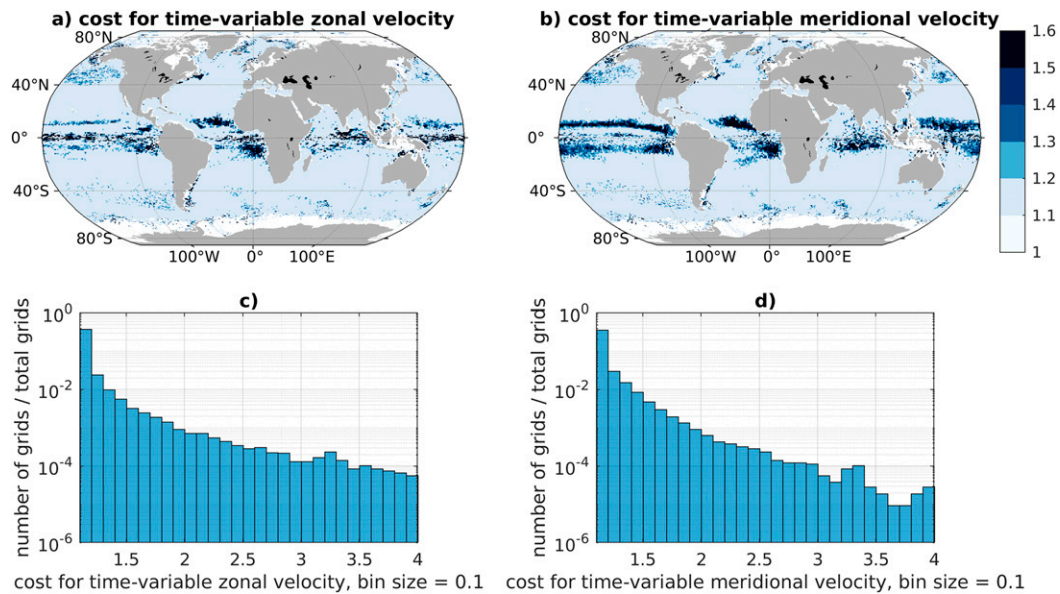 a) cost for time-variable zonal velocity
80°N
40°N
0°
40°S
80°S
100°W 0° 100°E
b) cost for time-variable meridional velocity
80°N
40°N
0°
40°S
80°S
100°W 0° 100°E
1.6
1.5
1.4
1.3
1.2
1.1
1
c)
number of grids / total grids
10^0
10^-2
10^-4
10^-6
1.5 2 2.5 3 3.5 4
cost for time-variable zonal velocity, bin size = 0.1
d)
number of grids / total grids
10^0
10^-2
10^-4
10^-6
1.5 2 2.5 3 3.5 4
cost for time-variable meridional velocity, bin size = 0.1